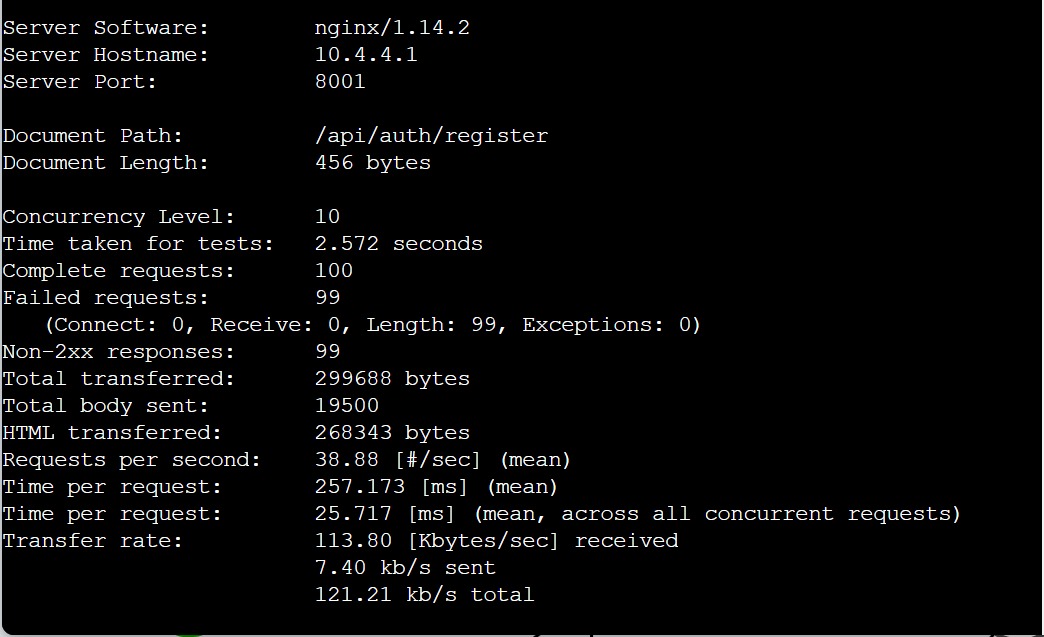 Server Software: nginx/1.14.2
Server Hostname: 10.4.4.1
Server Port: 8001
Document Path: /api/auth/register
Document Length: 456 bytes
Concurrency Level: 10
Time taken for tests: 2.572 seconds
Complete requests: 100
Failed requests: 99
(Connect: 0, Receive: 0, Length: 99, Exceptions: 0)
Non-2xx responses: 99
Total transferred: 299688 bytes
Total body sent: 19500
HTML transferred: 268343 bytes
Requests per second: 38.88 [#/sec] (mean)
Time per request: 257.173 [ms] (mean)
Time per request: 25.717 [ms] (mean, across all concurrent requests)
Transfer rate: 113.80 [Kbytes/sec] received
7.40 kb/s sent
121.21 kb/s total